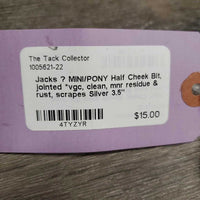 The Tack Collector
1005621-22
Jacks ? MINI/PONY Half Cheek Bit,
jointed *vgc, clean, mnr residue &
rust, scrapes Silver 3.5"
$15.00
4TYZYR